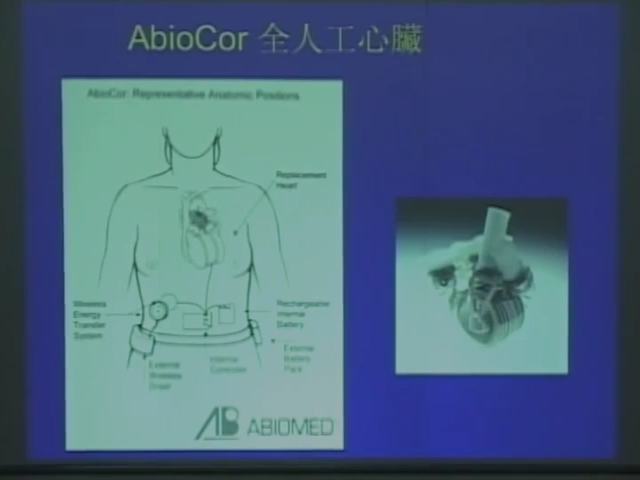 AbioCor 全人工心臟
AbioCor: Representative Anatomic Positions
Replacement
Heart
Wireless
Energy
Transfer
System
Rechargeable
Internal
Battery
External
Wireless
Driver
Internal
Controller
External
Battery
Pack
AB ABIOMED